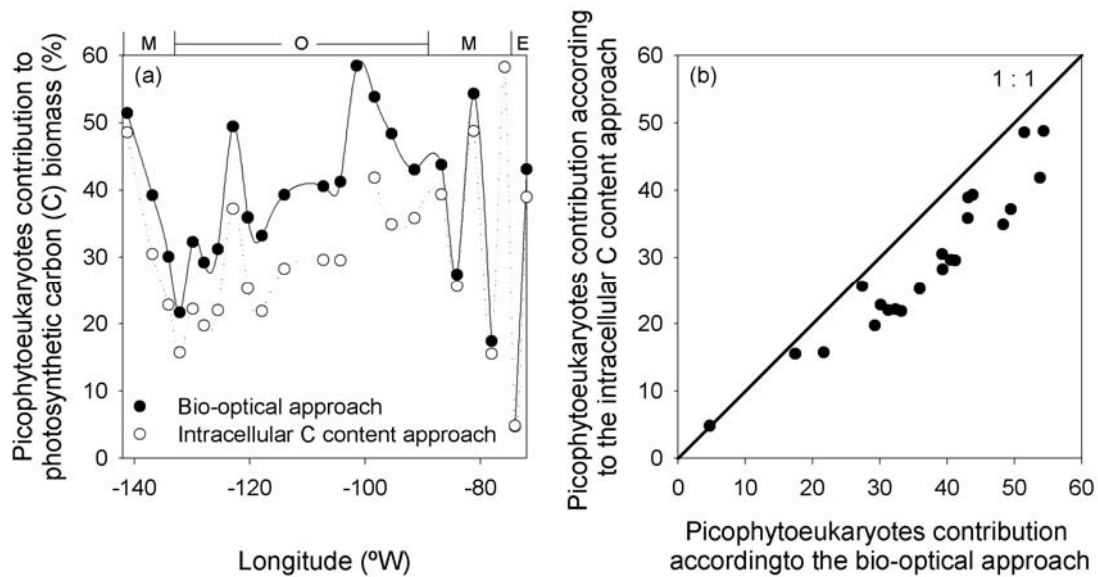 M O M E
Picophytoeukaryotes contribution to
photosynthetic carbon (C) biomass (%)
60
50
40
30
20
10
0
(a)
Bio-optical approach
Intracellular C content approach
-140 -120 -100 -80
Longitude (ºW)
Picophytoeukaryotes contribution according
to the intracellular C content approach
60
50
40
30
20
10
0
(b)
1 : 1
0 10 20 30 40 50 60
Picophytoeukaryotes contribution
accordingto the bio-optical approach